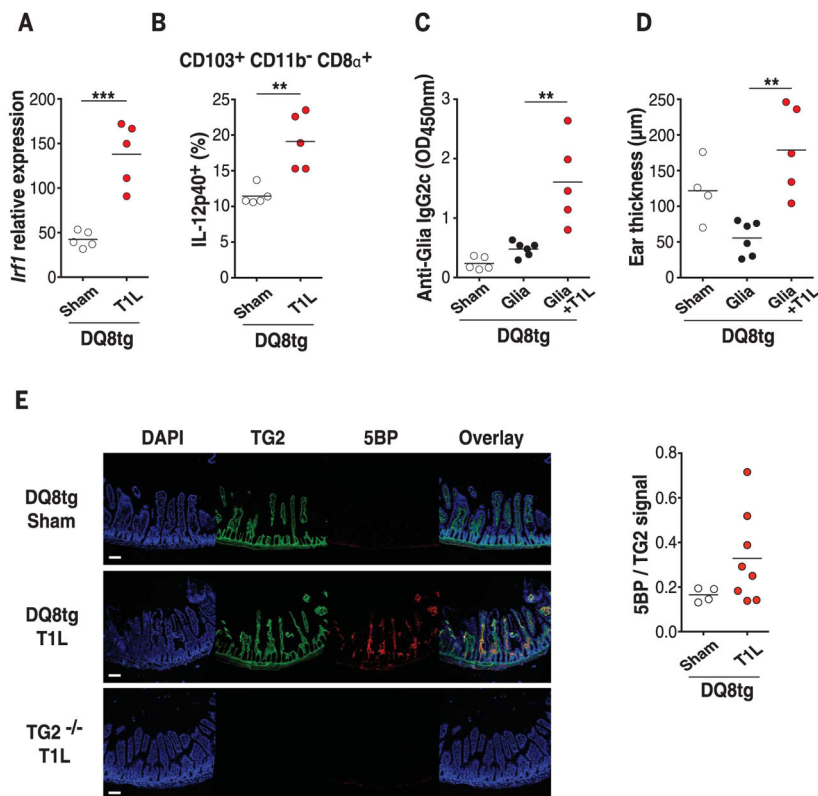 A
Irf1 relative expression
200
150
100
50
0
***
Sham
T1L
DQ8tg
B
CD103+ CD11b- CD8α+
IL-12p40+ (%)
25
20
15
10
5
0
**
Sham
T1L
DQ8tg
C
Anti-Glia IgG2c (OD450nm)
3
2
1
0
**
Sham
Glia
Glia
+T1L
DQ8tg
D
Ear thickness (µm)
250
200
150
100
50
0
**
Sham
Glia
Glia
+T1L
DQ8tg
E
DAPI
TG2
5BP
Overlay
DQ8tg
Sham
DQ8tg
T1L
TG2 -/-
T1L
5BP / TG2 signal
0.8
0.6
0.4
0.2
0.0
Sham
T1L
DQ8tg